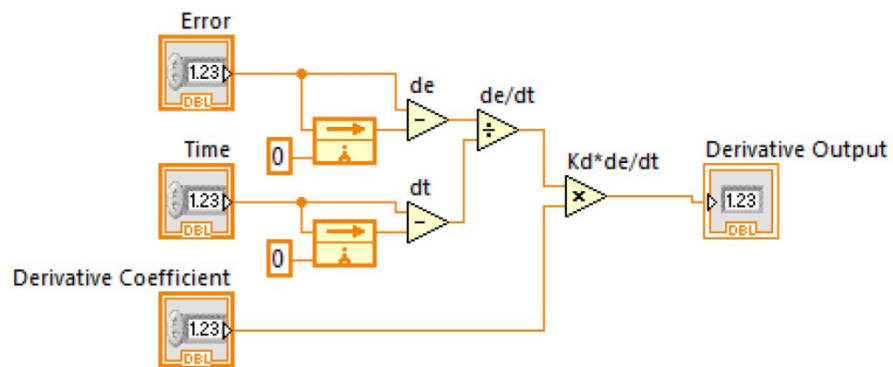 Error
1.23
DBL
de
de/dt
0
Time
1.23
DBL
dt
Kd*de/dt
Derivative Output
1.23
DBL
0
Derivative Coefficient
1.23
DBL